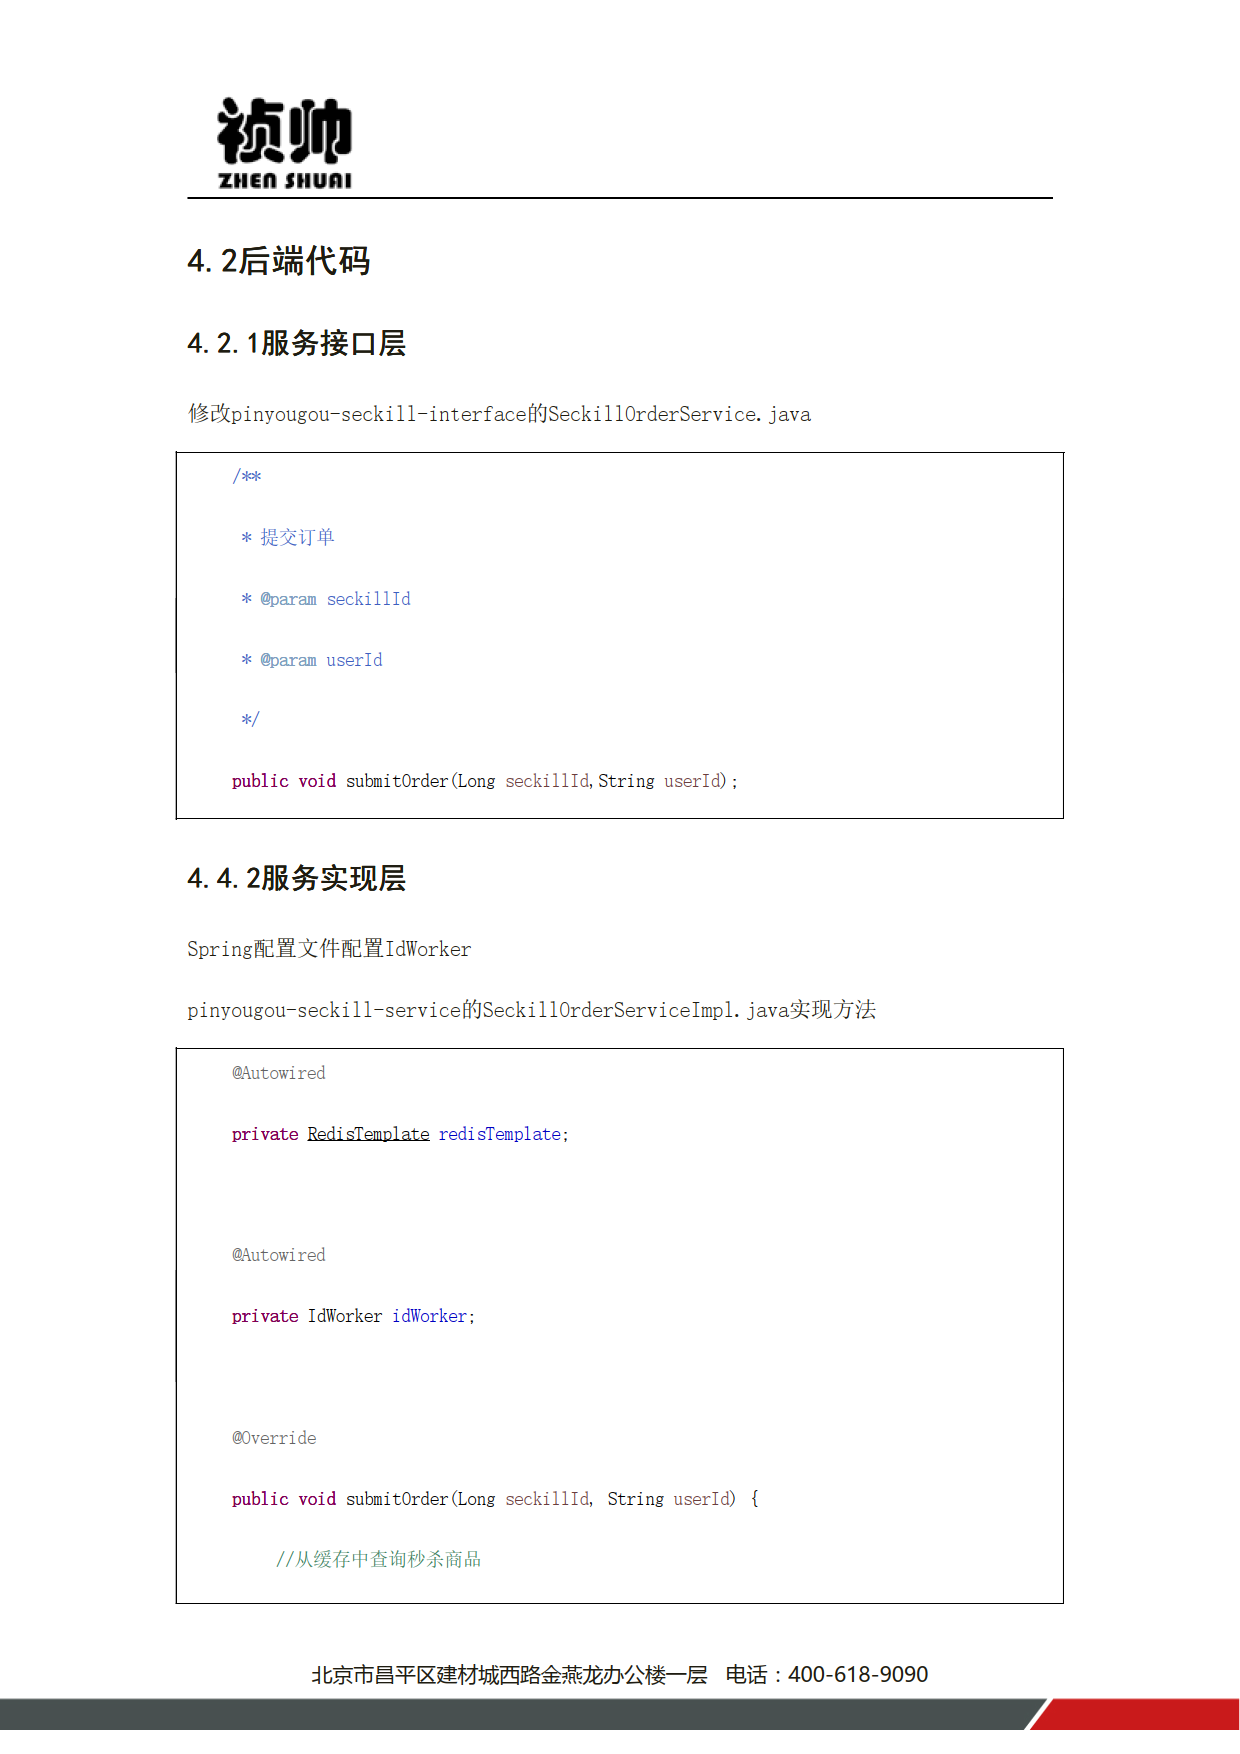 祯帅
ZHEN SHUAI
4.2后端代码
4.2.1服务接口层
修改pinyougou-seckill-interface的SeckillOrderService.java
/**
* 提交订单
* @param seckillId
* @param userId
*/
public void submitOrder(Long seckillId,String userId);
4.4.2服务实现层
Spring配置文件配置IdWorker
pinyougou-seckill-service的SeckillOrderServiceImpl.java实现方法
@Autowired
private RedisTemplate redisTemplate;
@Autowired
private IdWorker idWorker;
@Override
public void submitOrder(Long seckillId, String userId) {
//从缓存中查询秒杀商品
北京市昌平区建材城西路金燕龙办公楼一层 电话：400-618-9090